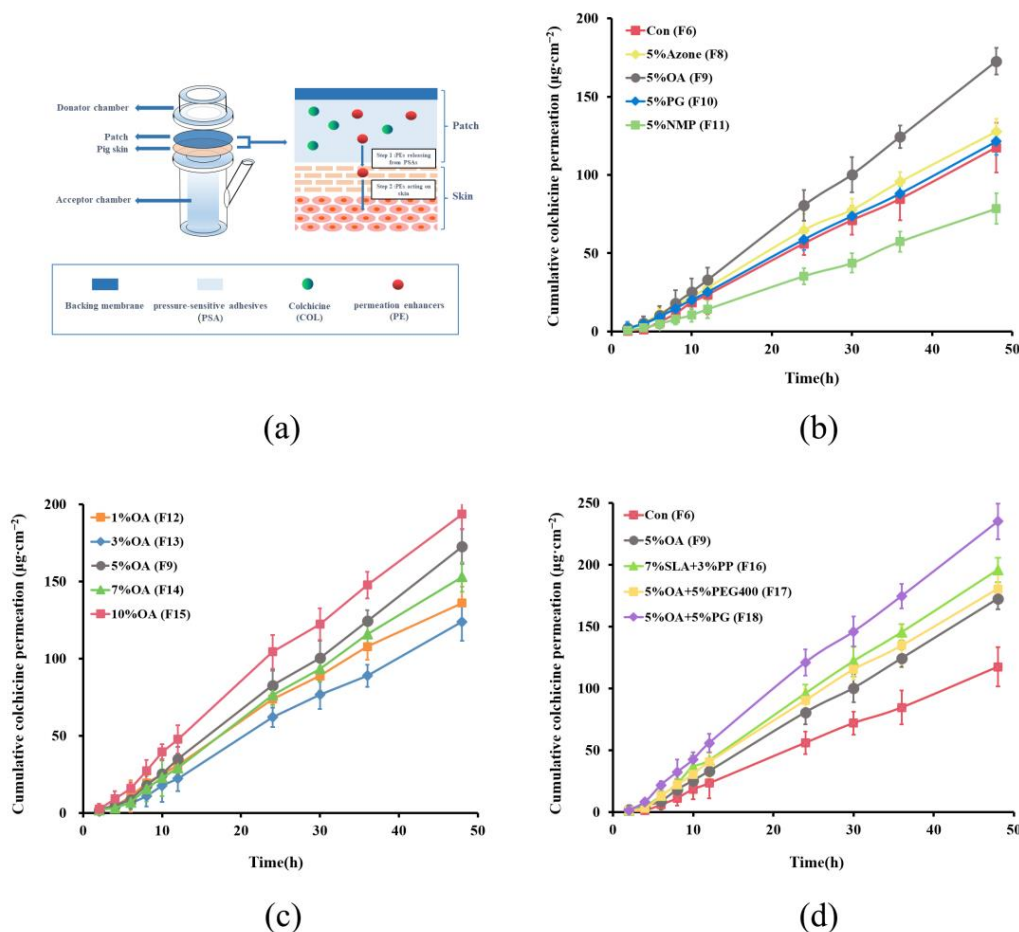 Donator chamber
Patch
Pig skin
Acceptor chamber
Patch
Step 1 :PEs releasing
from PSAs
Step 2 :PEs acting on
skin
Skin
Backing membrane
pressure-sensitive adhesives
(PSA)
Colchicine
(COL)
permeation enhancers
(PE)
(a)
Cumulative colchicine permeation (µg·cm⁻²)
200
150
100
50
0
Con (F6)
5%Azone (F8)
5%OA (F9)
5%PG (F10)
5%NMP (F11)
0
10
20
30
40
50
Time(h)
(b)
Cumulative colchicine permeation (µg·cm⁻²)
200
150
100
50
0
1%OA (F12)
3%OA (F13)
5%OA (F9)
7%OA (F14)
10%OA (F15)
0
10
20
30
40
50
Time(h)
(c)
Cumulative colchicine permeation (µg·cm⁻²)
250
200
150
100
50
0
Con (F6)
5%OA (F9)
7%SLA+3%PP (F16)
5%OA+5%PEG400 (F17)
5%OA+5%PG (F18)
0
10
20
30
40
50
Time(h)
(d)